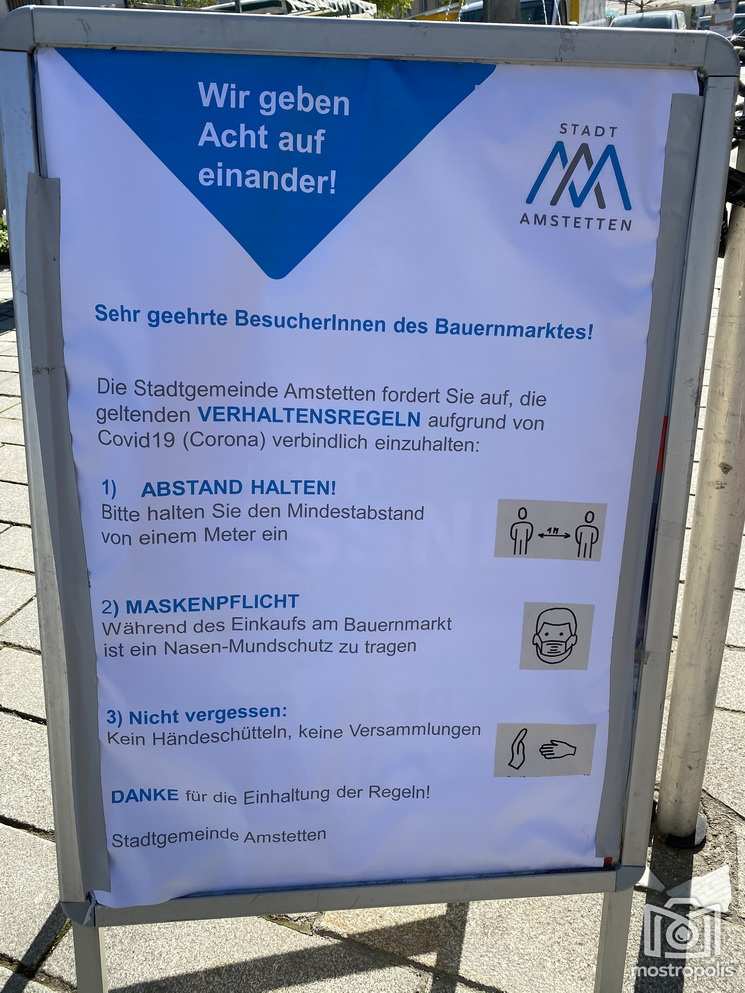 Wir geben
Acht auf
einander!
STADT
AMSTETTEN
Sehr geehrte BesucherInnen des Bauernmarktes!
Die Stadtgemeinde Amstetten fordert Sie auf, die
geltenden VERHALTENSREGELN aufgrund von
Covid19 (Corona) verbindlich einzuhalten:
1) ABSTAND HALTEN!
Bitte halten Sie den Mindestabstand
von einem Meter ein
1M
2) MASKENPFLICHT
Während des Einkaufs am Bauernmarkt
ist ein Nasen-Mundschutz zu tragen
3) Nicht vergessen:
Kein Händeschütteln, keine Versammlungen
DANKE für die Einhaltung der Regeln!
Stadtgemeinde Amstetten
mostropolis